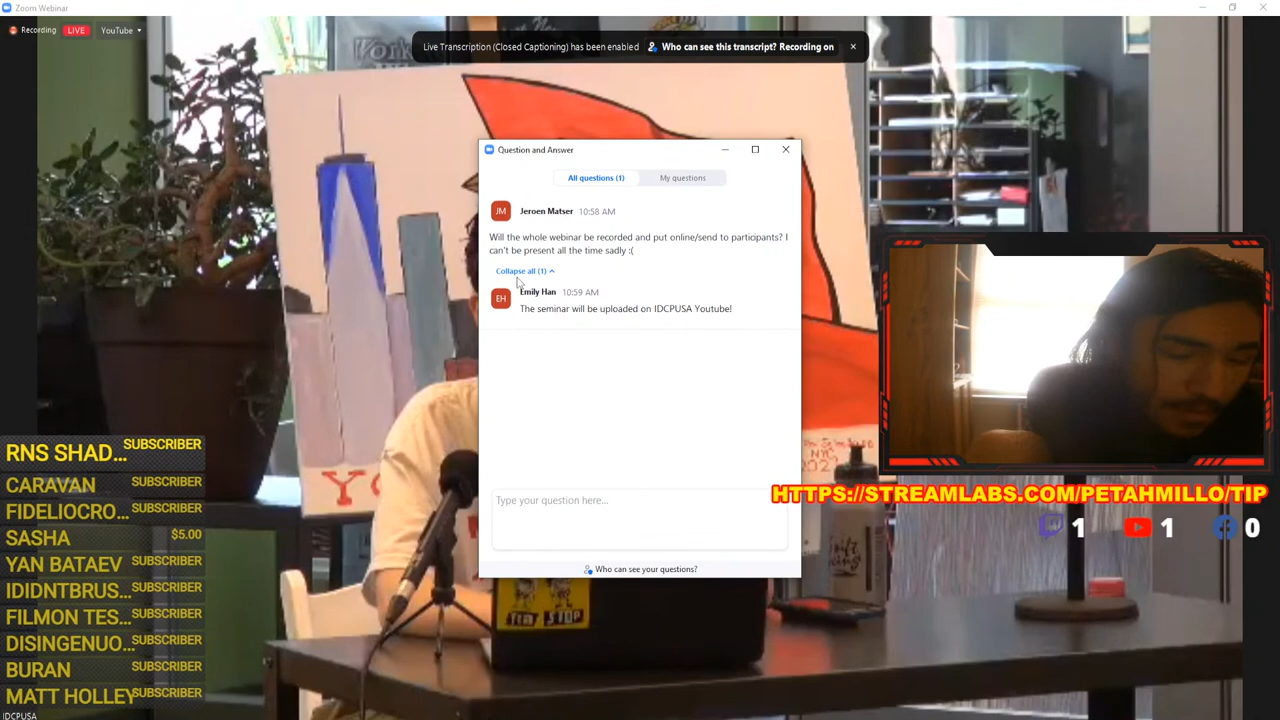 Zoom Webinar
Recording LIVE YouTube
Live Transcription (Closed Captioning) has been enabled Who can see this transcript? Recording on
Question and Answer
All questions (1) My questions
JM Jeroen Matser 10:58 AM
Will the whole webinar be recorded and put online/send to participants? I
can't be present all the time sadly :(
Collapse all (1)
EH Emily Han 10:59 AM
The seminar will be uploaded on IDCPUSA Youtube!
Type your question here...
Who can see your questions?
RNS SHAD... SUBSCRIBER
CARAVAN SUBSCRIBER
FIDELIOCRO... SUBSCRIBER
SASHA $5.00
YAN BATAEV SUBSCRIBER
IDIDNTBRUS... SUBSCRIBER
FILMON TES... SUBSCRIBER
DISINGENUO... SUBSCRIBER
BURAN SUBSCRIBER
MATT HOLLEY SUBSCRIBER
IDCPUSA
HTTPS://STREAMLABS.COM/PETAHMILLO/TIP
1 1 0
NYC
STOP